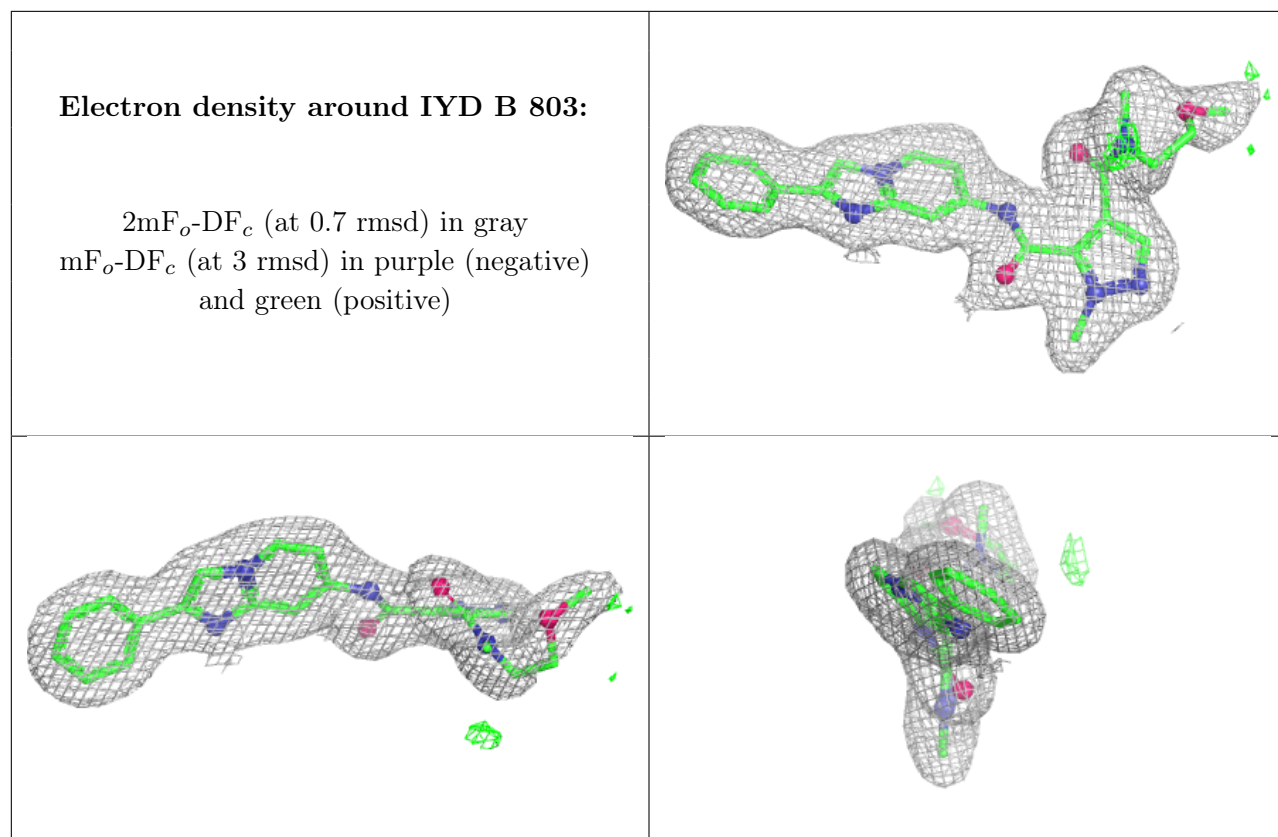 Electron density around IYD B 803:
2mFo-DFc (at 0.7 rmsd) in gray
mFo-DFc (at 3 rmsd) in purple (negative)
and green (positive)